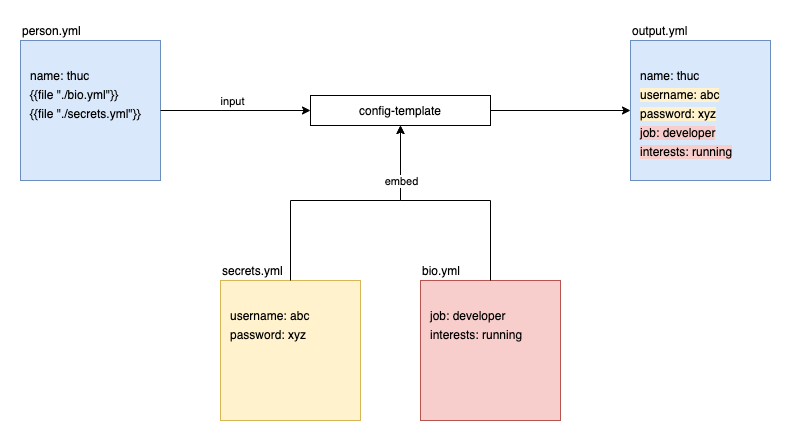 person.yml
name: thuc
{{file "./bio.yml"}}
{{file "./secrets.yml"}}
input
config-template
output.yml
name: thuc
username: abc
password: xyz
job: developer
interests: running
embed
secrets.yml
username: abc
password: xyz
bio.yml
job: developer
interests: running